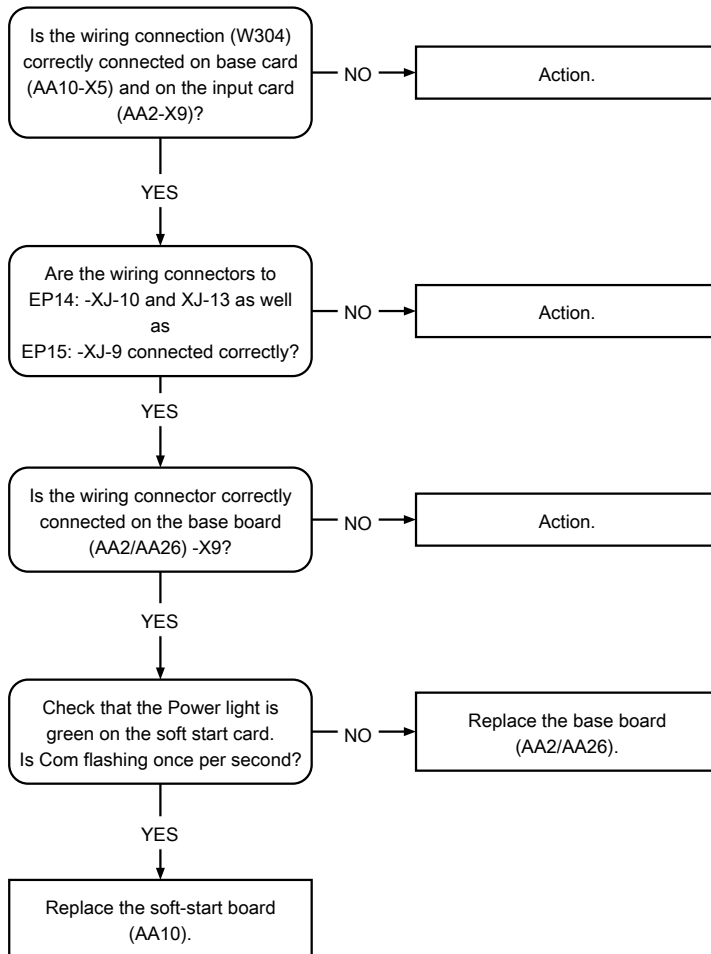 Is the wiring connection (W304)
correctly connected on base card
(AA10-X5) and on the input card
(AA2-X9)?
NO
Action.
YES
Are the wiring connectors to
EP14: -XJ-10 and XJ-13 as well
as
EP15: -XJ-9 connected correctly?
NO
Action.
YES
Is the wiring connector correctly
connected on the base board
(AA2/AA26) -X9?
NO
Action.
YES
Check that the Power light is
green on the soft start card.
Is Com flashing once per second?
NO
Replace the base board
(AA2/AA26).
YES
Replace the soft-start board
(AA10).